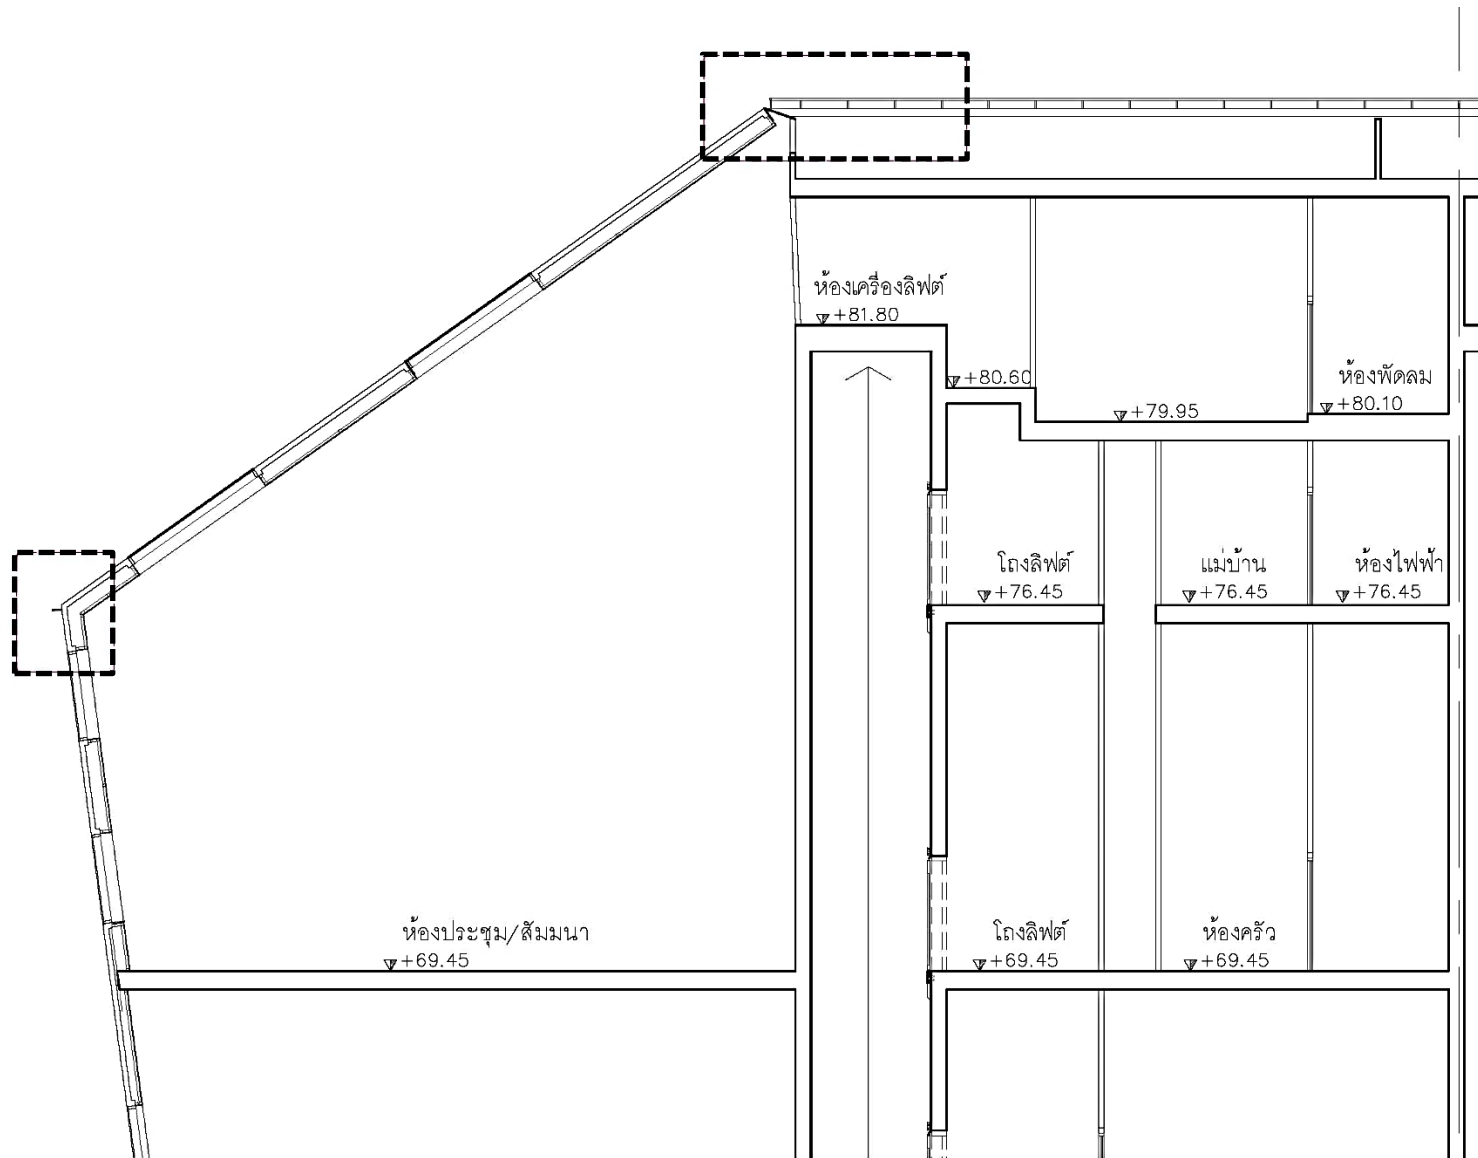 ห้องเครื่องลิฟต์
+81.80
+80.60
ห้องพัดลม
+80.10
+79.95
โถงลิฟต์
+76.45
แม่บ้าน
+76.45
ห้องไฟฟ้า
+76.45
ห้องประชุม/สัมมนา
+69.45
โถงลิฟต์
+69.45
ห้องครัว
+69.45